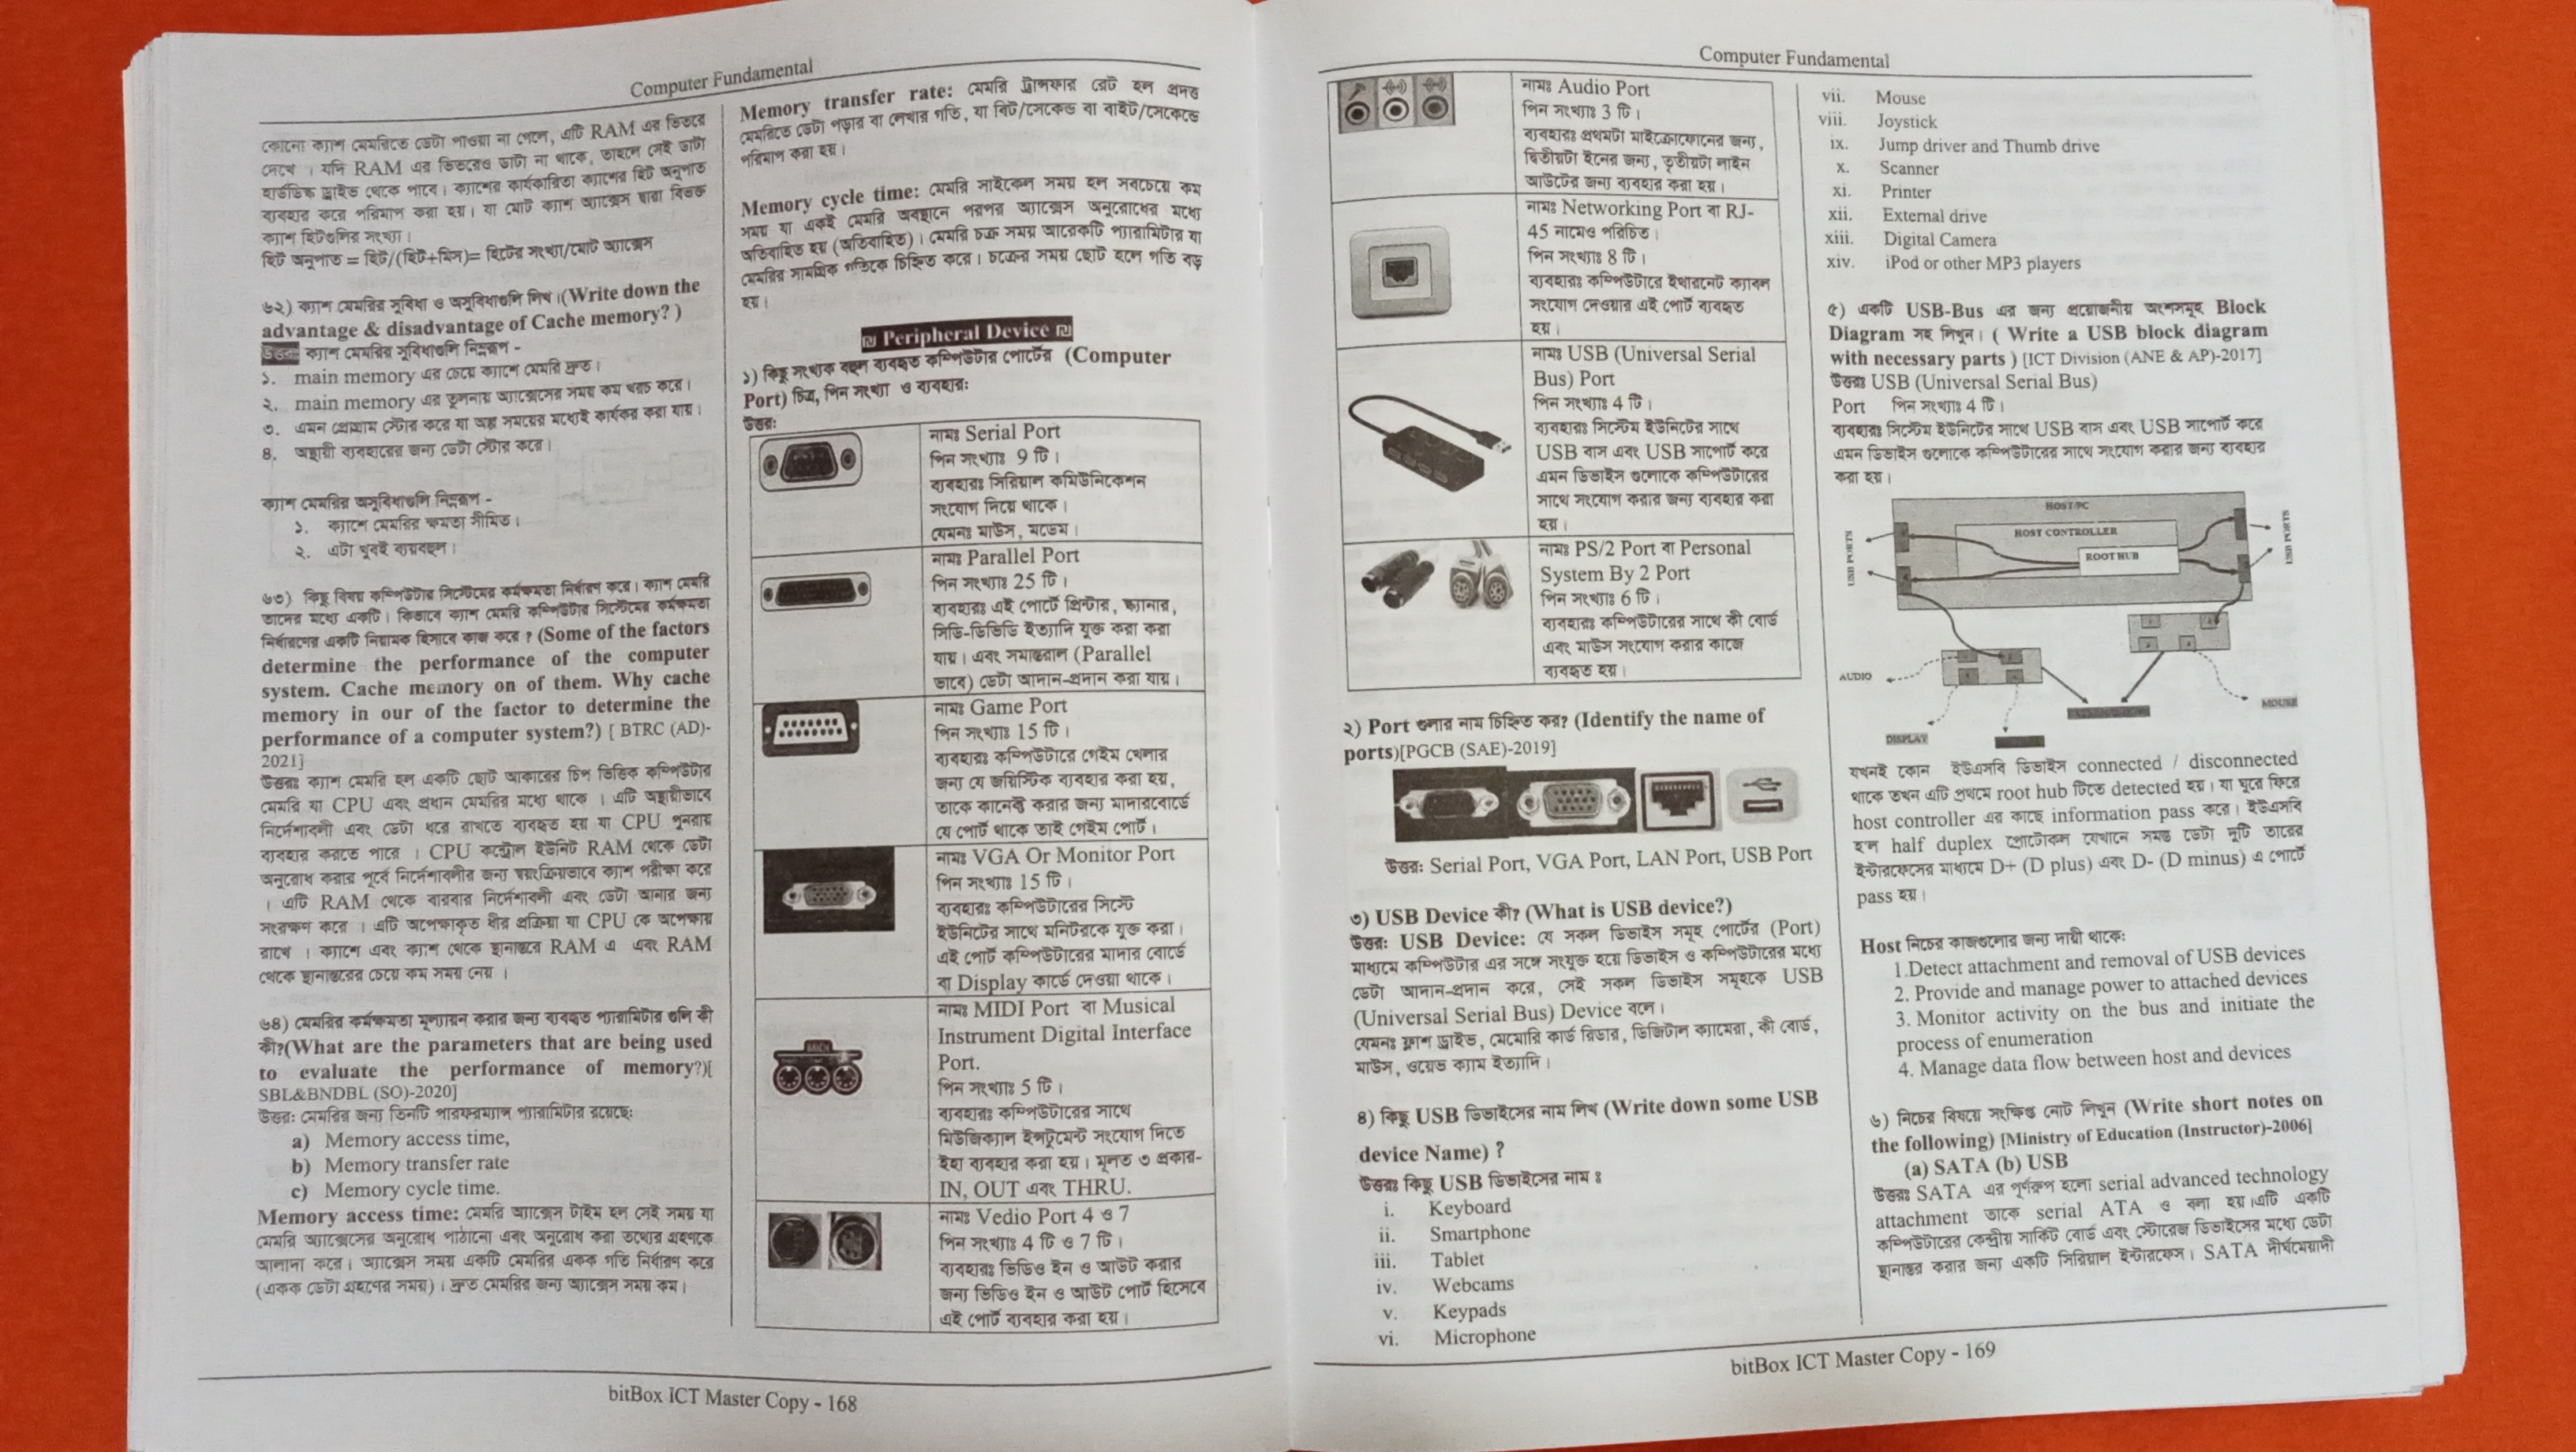 Computer Fundamental
কোনো ক্যাশ মেমরিতে ডেটা পাওয়া না গেলে, এটি RAM এর ভিতরে
দেখে । যদি RAM এর ভিতরেও ডাটা না থাকে, তাহলে সেই ডাটা
হার্ডডিস্ক ড্রাইভ থেকে পাবে। ক্যাশের কার্যকারিতা ক্যাশের হিট অনুপাত
ব্যবহার করে পরিমাপ করা হয়। যা মোট ক্যাশ অ্যাক্সেস দ্বারা বিভক্ত
ক্যাশ হিটগুলির সংখ্যা।
হিট অনুপাত = হিট/(হিট+মিস)= হিটের সংখ্যা/মোট অ্যাক্সেস
৬২) ক্যাশ মেমরির সুবিধা ও অসুবিধাগুলি লিখ।(Write down the
advantage & disadvantage of Cache memory? )
উত্তরঃ ক্যাশ মেমরির সুবিধাগুলি নিম্নরূপ -
১. main memory এর চেয়ে ক্যাশে মেমরি দ্রুত।
২. main memory এর তুলনায় অ্যাক্সেসের সময় কম খরচ করে।
৩. এমন প্রোগ্রাম স্টোর করে যা অল্প সময়ের মধ্যেই কার্যকর করা যায়।
৪. অস্থায়ী ব্যবহারের জন্য ডেটা স্টোর করে।
ক্যাশ মেমরির অসুবিধাগুলি নিম্নরূপ -
১. ক্যাশে মেমরির ক্ষমতা সীমিত।
২. এটা খুবই ব্যয়বহুল।
৬৩) কিছু বিষয় কম্পিউটার সিস্টেমের কর্মক্ষমতা নির্ধারণ করে। ক্যাশ মেমরি
তাদের মধ্যে একটি। কিভাবে ক্যাশ মেমরি কম্পিউটার সিস্টেমের কর্মক্ষমতা
নির্ধারণের একটি নিয়ামক হিসাবে কাজ করে ? (Some of the factors
determine the performance of the computer
system. Cache memory on of them. Why cache
memory in our of the factor to determine the
performance of a computer system?) [ BTRC (AD)-
2021]
উত্তরঃ ক্যাশ মেমরি হল একটি ছোট আকারের চিপ ভিত্তিক কম্পিউটার
মেমরি যা CPU এবং প্রধান মেমরির মধ্যে থাকে । এটি অস্থায়ীভাবে
নির্দেশাবলী এবং ডেটা ধরে রাখতে ব্যবহৃত হয় যা CPU পুনরায়
ব্যবহার করতে পারে । CPU কন্ট্রোল ইউনিট RAM থেকে ডেটা
অনুরোধ করার পূর্বে নির্দেশাবলীর জন্য স্বয়ংক্রিয়ভাবে ক্যাশ পরীক্ষা করে
। এটি RAM থেকে বারবার নির্দেশাবলী এবং ডেটা আনার জন্য
সংরক্ষণ করে । এটি অপেক্ষাকৃত ধীর প্রক্রিয়া যা CPU কে অপেক্ষায়
রাখে । ক্যাশে এবং ক্যাশ থেকে স্থানান্তরে RAM এ এবং RAM
থেকে স্থানান্তরের চেয়ে কম সময় নেয় ।
৬৪) মেমরির কর্মক্ষমতা মূল্যায়ন করার জন্য ব্যবহৃত প্যারামিটার গুলি কী
কী?(What are the parameters that are being used
to evaluate the performance of memory?)[
SBL&BNDBL (SO)-2020]
উত্তর: মেমরির জন্য তিনটি পারফরম্যান্স প্যারামিটার রয়েছে:
a) Memory access time,
b) Memory transfer rate
c) Memory cycle time.
Memory access time: মেমরি অ্যাক্সেস টাইম হল সেই সময় যা
মেমরি অ্যাক্সেসের অনুরোধ পাঠানো এবং অনুরোধ করা তথ্যের গ্রহণকে
আলাদা করে। অ্যাক্সেস সময় একটি মেমরির একক গতি নির্ধারণ করে
(একক ডেটা গ্রহণের সময়)। দ্রুত মেমরির জন্য অ্যাক্সেস সময় কম।
Memory transfer rate: মেমরি ট্রান্সফার রেট হল প্রদত্ত
মেমরিতে ডেটা পড়ার বা লেখার গতি, যা বিট/সেকেন্ড বা বাইট/সেকেন্ডে
পরিমাপ করা হয়।
Memory cycle time: মেমরি সাইকেল সময় হল সবচেয়ে কম
সময় যা একই মেমরি অবস্থানে পরপর অ্যাক্সেস অনুরোধের মধ্যে
অতিবাহিত হয় (অতিবাহিত)। মেমরি চক্র সময় আরেকটি প্যারামিটার যা
মেমরির সামগ্রিক গতিকে চিহ্নিত করে। চক্রের সময় ছোট হলে গতি বড়
হয়।
Peripheral Device
১) কিছু সংখ্যক বহুল ব্যবহৃত কম্পিউটার পোর্টের (Computer
Port) চিত্র, পিন সংখ্যা ও ব্যবহার:
উত্তর:
নামঃ Serial Port
পিন সংখ্যাঃ 9 টি।
ব্যবহারঃ সিরিয়াল কমিউনিকেশন
সংযোগ দিয়ে থাকে।
যেমনঃ মাউস, মডেম।
নামঃ Parallel Port
পিন সংখ্যাঃ 25 টি।
ব্যবহারঃ এই পোর্টে প্রিন্টার, স্ক্যানার,
সিডি-ডিভিডি ইত্যাদি যুক্ত করা করা
যায়। এবং সমান্তরাল (Parallel
ভাবে) ডেটা আদান-প্রদান করা যায়।
নামঃ Game Port
পিন সংখ্যাঃ 15 টি।
ব্যবহারঃ কম্পিউটারে গেইম খেলার
জন্য যে জয়িস্টিক ব্যবহার করা হয়,
তাকে কানেক্ট করার জন্য মাদারবোর্ডে
যে পোর্ট থাকে তাই গেইম পোর্ট।
নামঃ VGA Or Monitor Port
পিন সংখ্যাঃ 15 টি।
ব্যবহারঃ কম্পিউটারের সিস্টে
ইউনিটের সাথে মনিটরকে যুক্ত করা।
এই পোর্ট কম্পিউটারের মাদার বোর্ডে
বা Display কার্ডে দেওয়া থাকে।
নামঃ MIDI Port বা Musical
Instrument Digital Interface
Port.
পিন সংখ্যাঃ 5 টি।
ব্যবহারঃ কম্পিউটারের সাথে
মিউজিক্যাল ইন্সট্রুমেন্ট সংযোগ দিতে
ইহা ব্যবহার করা হয়। মূলত ৩ প্রকার-
IN, OUT এবং THRU.
নামঃ Vedio Port 4 ও 7
পিন সংখ্যাঃ 4 টি ও 7 টি।
ব্যবহারঃ ভিডিও ইন ও আউট করার
জন্য ভিডিও ইন ও আউট পোর্ট হিসেবে
এই পোর্ট ব্যবহার করা হয়।
bitBox ICT Master Copy - 168
Computer Fundamental
নামঃ Audio Port
পিন সংখ্যাঃ 3 টি।
ব্যবহারঃ প্রথমটা মাইক্রোফোনের জন্য,
দ্বিতীয়টা ইনের জন্য, তৃতীয়টা লাইন
আউটের জন্য ব্যবহার করা হয়।
নামঃ Networking Port বা RJ-
45 নামেও পরিচিত।
পিন সংখ্যাঃ 8 টি।
ব্যবহারঃ কম্পিউটারে ইথারনেট ক্যাবল
সংযোগ দেওয়ার এই পোর্ট ব্যবহৃত
হয়।
নামঃ USB (Universal Serial
Bus) Port
পিন সংখ্যাঃ 4 টি।
ব্যবহারঃ সিস্টেম ইউনিটের সাথে
USB বাস এবং USB সাপোর্ট করে
এমন ডিভাইস গুলোকে কম্পিউটারের
সাথে সংযোগ করার জন্য ব্যবহার করা
হয়।
নামঃ PS/2 Port বা Personal
System By 2 Port
পিন সংখ্যাঃ 6 টি।
ব্যবহারঃ কম্পিউটারের সাথে কী বোর্ড
এবং মাউস সংযোগ করার কাজে
ব্যবহৃত হয়।
২) Port গুলার নাম চিহ্নিত কর? (Identify the name of
ports)[PGCB (SAE)-2019]
উত্তর: Serial Port, VGA Port, LAN Port, USB Port
৩) USB Device কী? (What is USB device?)
উত্তর: USB Device: যে সকল ডিভাইস সমূহ পোর্টের (Port)
মাধ্যমে কম্পিউটার এর সঙ্গে সংযুক্ত হয়ে ডিভাইস ও কম্পিউটারের মধ্যে
ডেটা আদান-প্রদান করে, সেই সকল ডিভাইস সমূহকে USB
(Universal Serial Bus) Device বলে।
যেমনঃ ফ্লাশ ড্রাইভ, মেমোরি কার্ড রিডার, ডিজিটাল ক্যামেরা, কী বোর্ড,
মাউস, ওয়েভ ক্যাম ইত্যাদি।
৪) কিছু USB ডিভাইসের নাম লিখ (Write down some USB
device Name) ?
উত্তরঃ কিছু USB ডিভাইসের নাম ঃ
i. Keyboard
ii. Smartphone
iii. Tablet
iv. Webcams
v. Keypads
vi. Microphone
vii. Mouse
viii. Joystick
ix. Jump driver and Thumb drive
x. Scanner
xi. Printer
xii. External drive
xiii. Digital Camera
xiv. iPod or other MP3 players
৫) একটি USB-Bus এর জন্য প্রয়োজনীয় অংশসমূহ Block
Diagram সহ লিখুন। ( Write a USB block diagram
with necessary parts ) [ICT Division (ANE & AP)-2017]
উত্তরঃ USB (Universal Serial Bus)
Port পিন সংখ্যাঃ 4 টি।
ব্যবহারঃ সিস্টেম ইউনিটের সাথে USB বাস এবং USB সাপোর্ট করে
এমন ডিভাইস গুলোকে কম্পিউটারের সাথে সংযোগ করার জন্য ব্যবহার
করা হয়।
HOST/PC
HOST CONTROLLER
ROOT HUB
USB PORTS
USB PORTS
AUDIO
MOUSE
DISPLAY
যখনই কোন ইউএসবি ডিভাইস connected / disconnected
থাকে তখন এটি প্রথমে root hub টিতে detected হয়। যা ঘুরে ফিরে
host controller এর কাছে information pass করে। ইউএসবি
হ'ল half duplex প্রোটোকল যেখানে সমস্ত ডেটা দুটি তারের
ইন্টারফেসের মাধ্যমে D+ (D plus) এবং D- (D minus) এ পোর্টে
pass হয়।
Host নিচের কাজগুলোর জন্য দায়ী থাকে:
1.Detect attachment and removal of USB devices
2. Provide and manage power to attached devices
3. Monitor activity on the bus and initiate the
process of enumeration
4. Manage data flow between host and devices
৬) নিচের বিষয়ে সংক্ষিপ্ত নোট লিখুন (Write short notes on
the following) [Ministry of Education (Instructor)-2006]
(a) SATA (b) USB
উত্তরঃ SATA এর পূর্ণরূপ হলো serial advanced technology
attachment তাকে serial ATA ও বলা হয়।এটি একটি
কম্পিউটারের কেন্দ্রীয় সার্কিট বোর্ড এবং স্টোরেজ ডিভাইসের মধ্যে ডেটা
স্থানান্তর করার জন্য একটি সিরিয়াল ইন্টারফেস। SATA দীর্ঘমেয়াদী
bitBox ICT Master Copy - 169